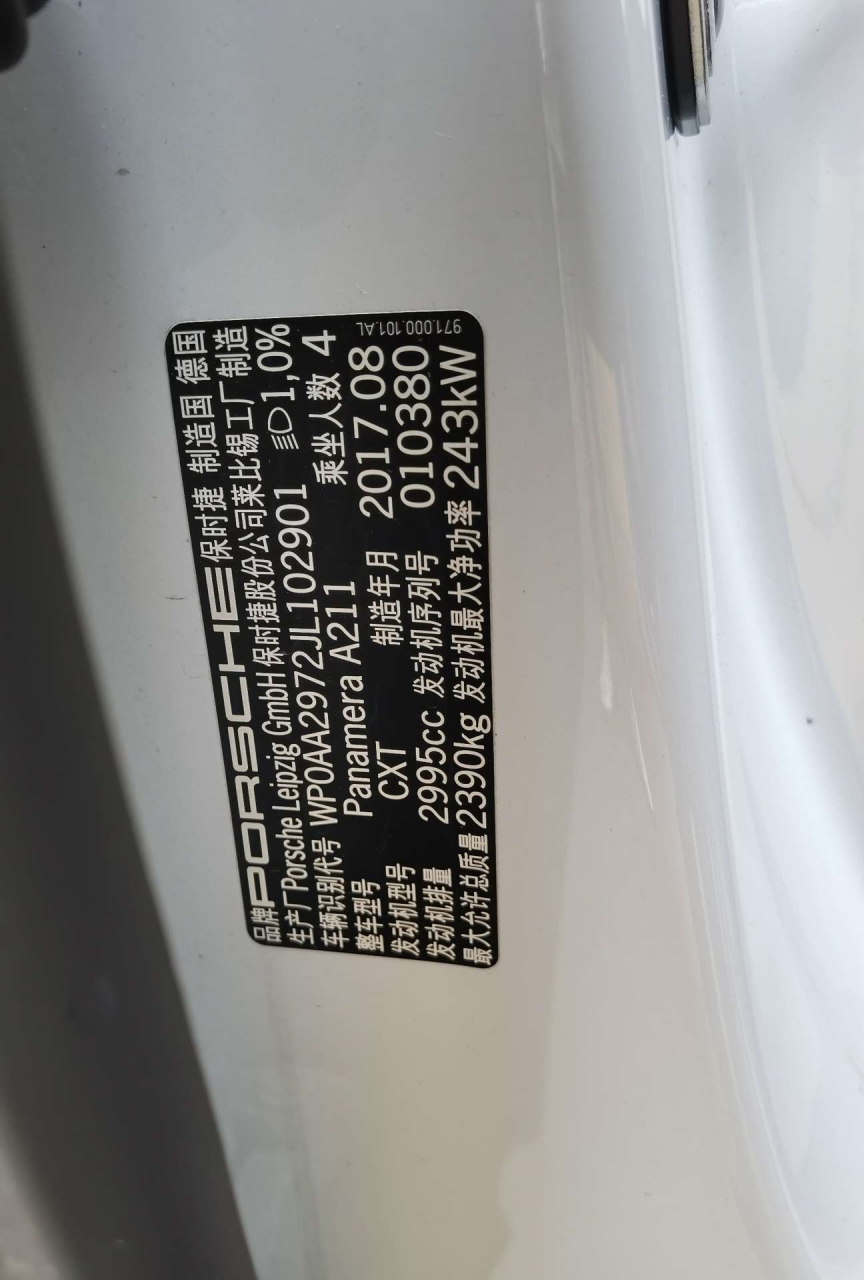 品牌 PORSCHE 保时捷 制造国 德国
生产厂 Porsche Leipzig GmbH 保时捷股份公司莱比锡工厂制造
车辆识别代号 WP0AA2972JL102901 1,0%
整车型号 Panamera A211 乘坐人数 4
发动机型号 CXT 制造年月 2017.08
发动机排量 2995cc 发动机序列号 010380
最大允许总质量 2390kg 发动机最大净功率 243kW
971.000.101.AL